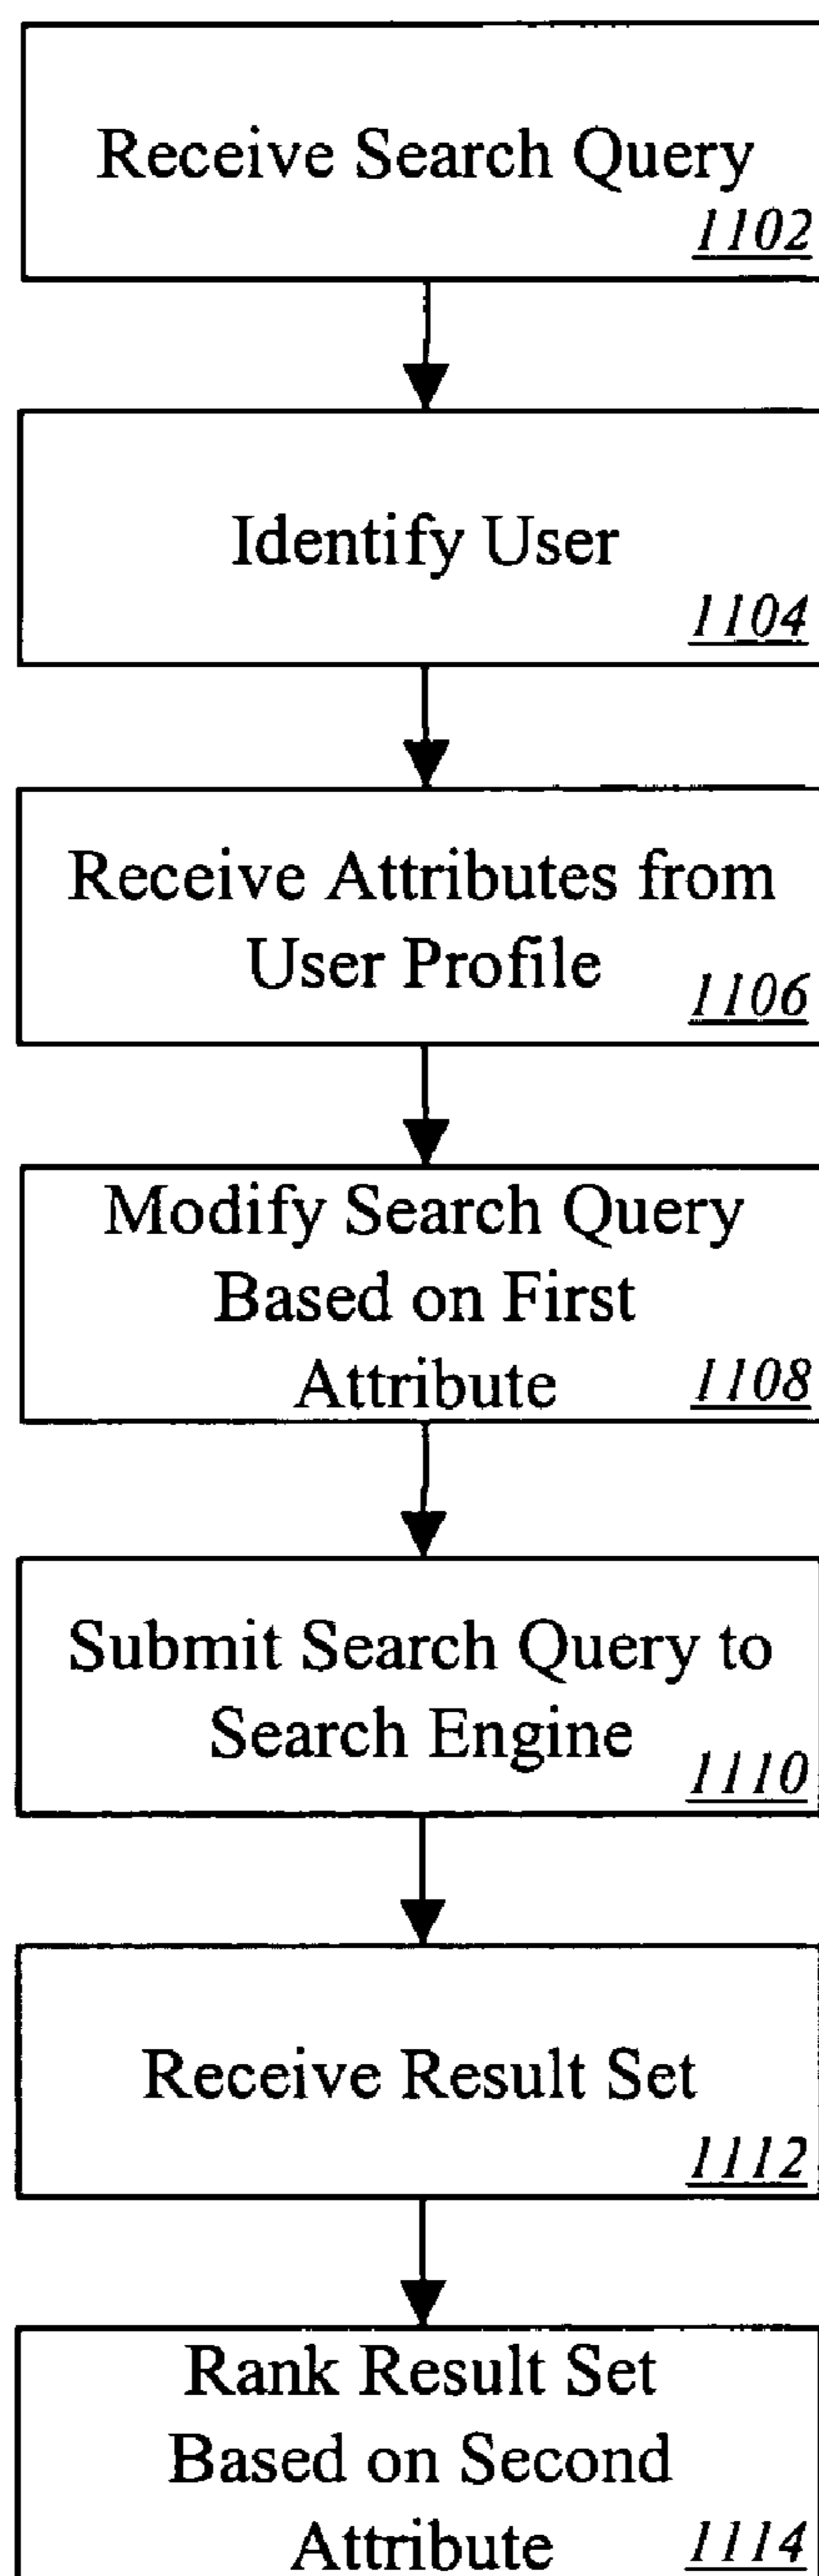 Receive Search Query
1102
Identify User
1104
Receive Attributes from
User Profile
1106
Modify Search Query
Based on First
Attribute
1108
Submit Search Query to
Search Engine
1110
Receive Result Set
1112
Rank Result Set
Based on Second
Attribute
1114